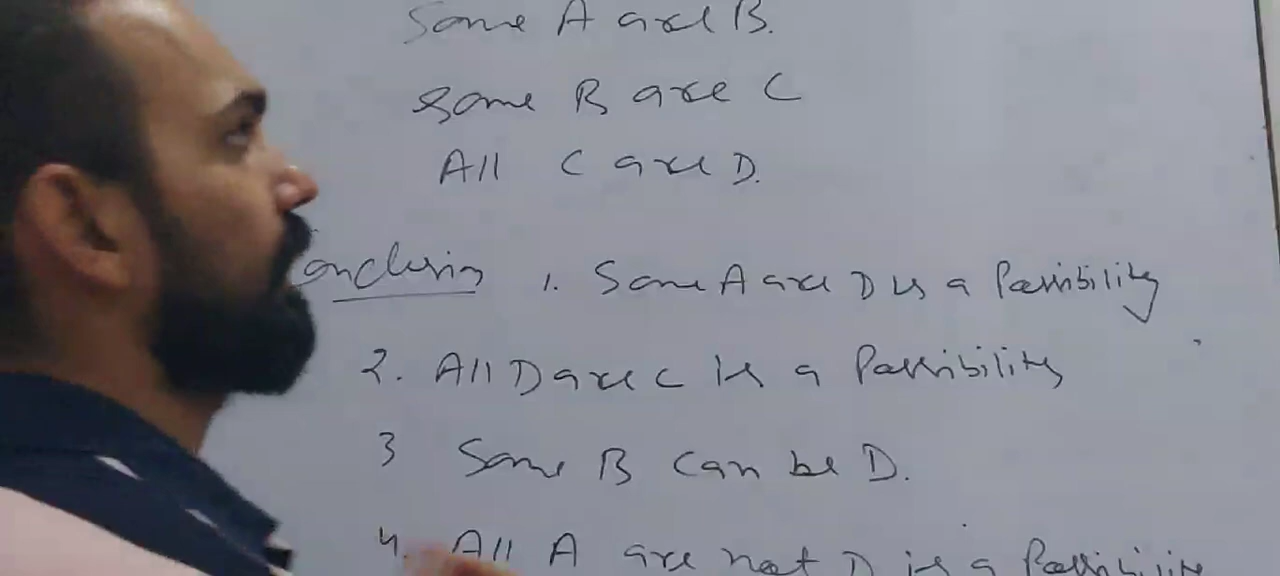 Some A are B.
Some B are C
All C are D.
onclusion 1. Some A are D is a Possibility
2. All D are C is a Possibility
3 Some B can be D.
4. All A are not D is a Possibility